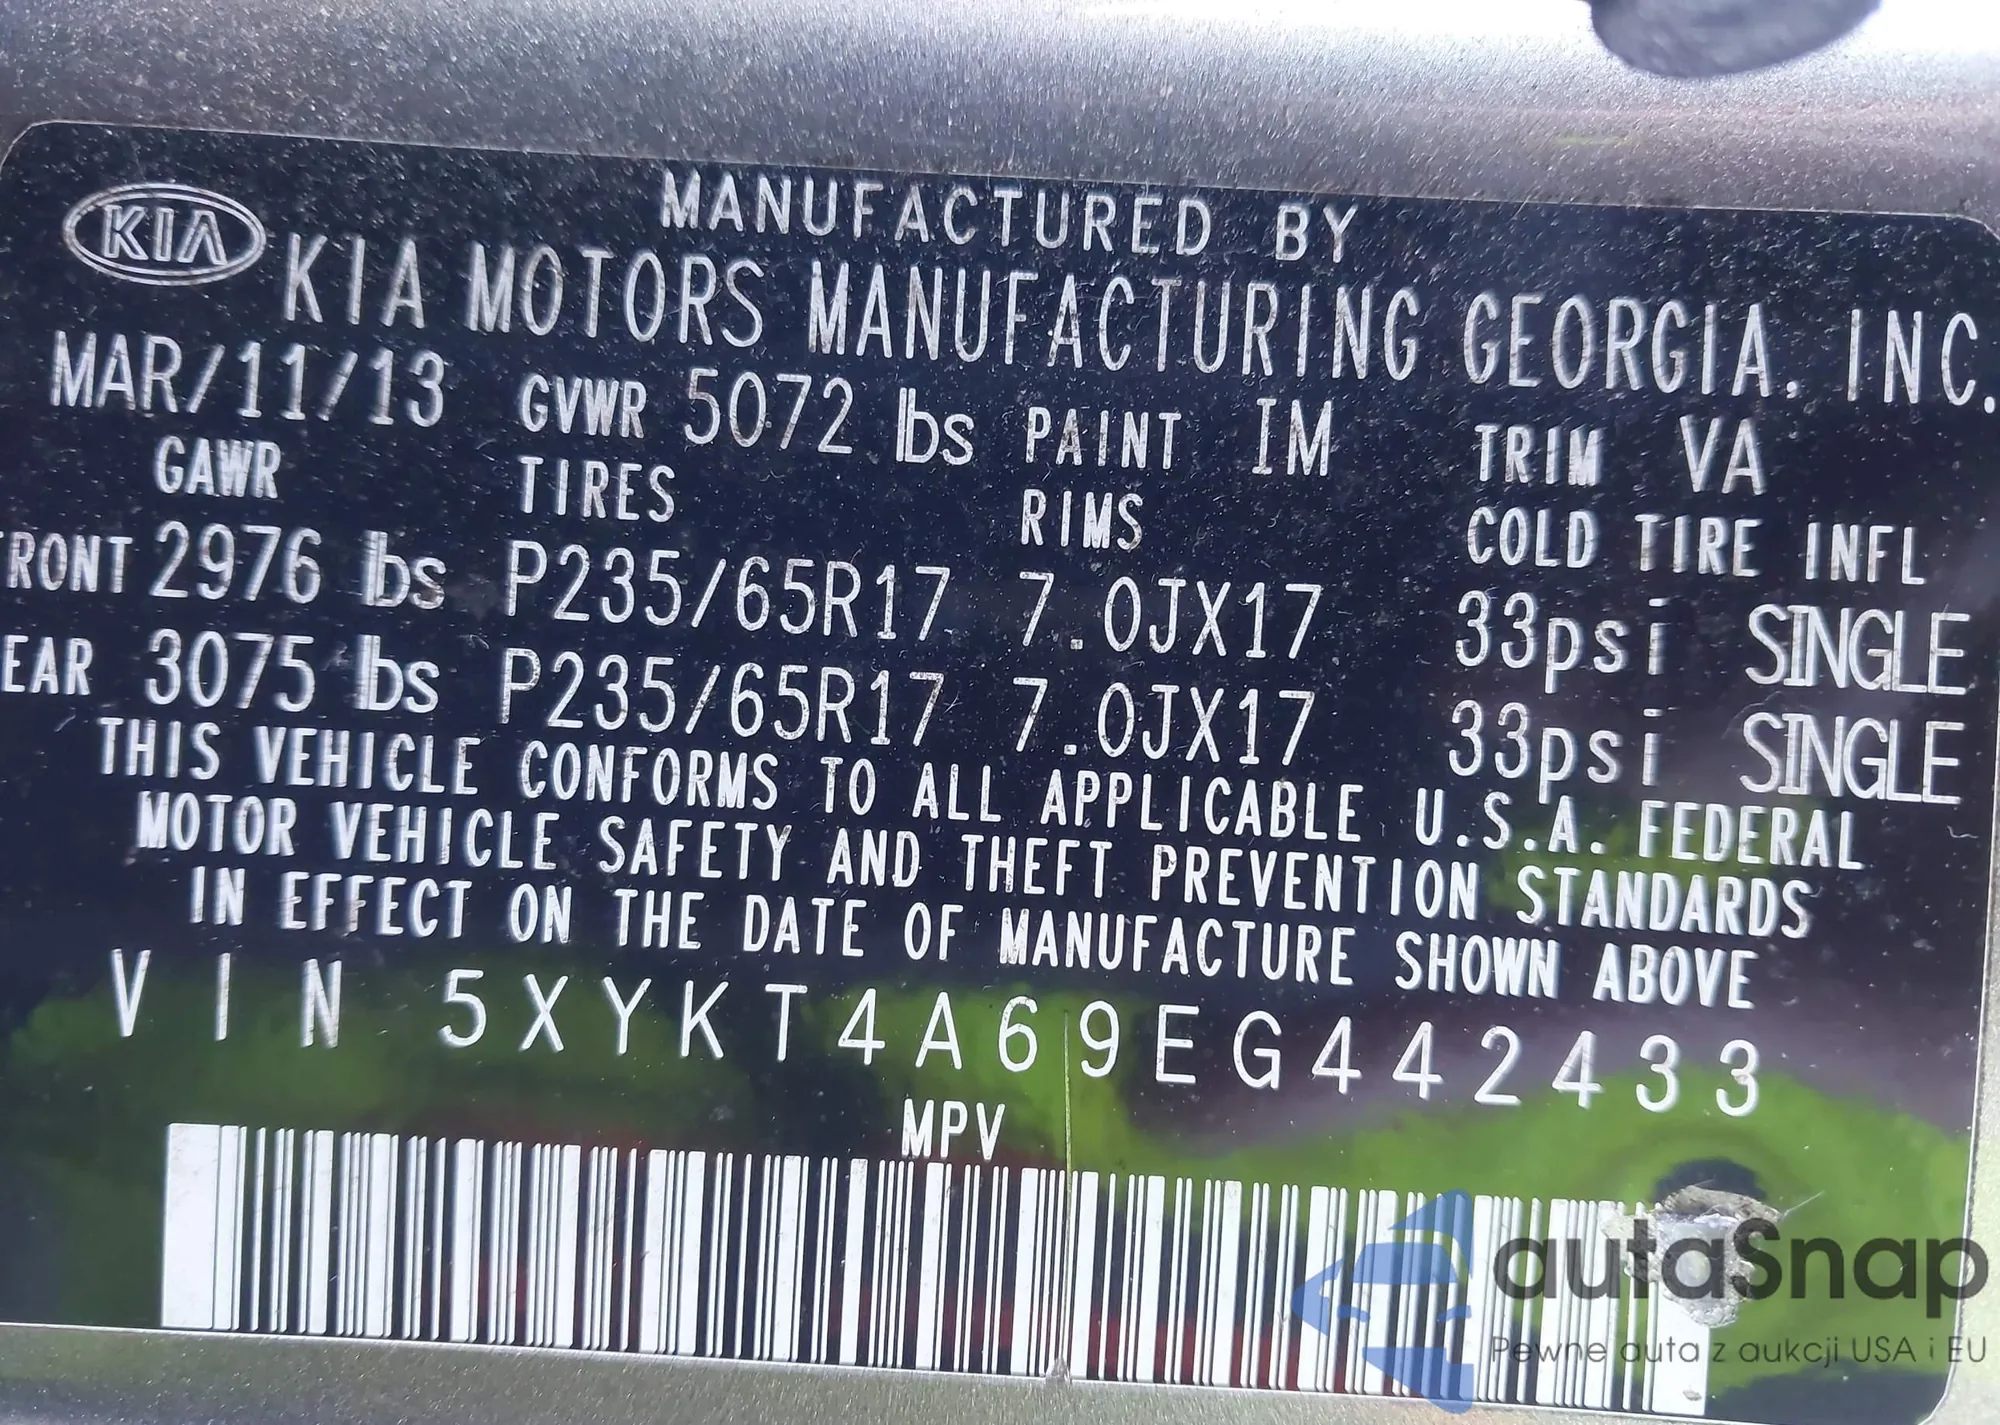 MANUFACTURED BY
KIA KIA MOTORS MANUFACTURING GEORGIA, INC.
MAR/11/13 GVWR 5072 lbs PAINT IM TRIM VA
GAWR TIRES RIMS COLD TIRE INFL
RONT 2976 lbs P235/65R17 7.0JX17 33psi SINGLE
EAR 3075 lbs P235/65R17 7.0JX17 33psi SINGLE
THIS VEHICLE CONFORMS TO ALL APPLICABLE U.S.A. FEDERAL
MOTOR VEHICLE SAFETY AND THEFT PREVENTION STANDARDS
IN EFFECT ON THE DATE OF MANUFACTURE SHOWN ABOVE
VIN 5XYKT4A69EG442433
MPV
autaSnap
Pewne auta z aukcji USA i EU